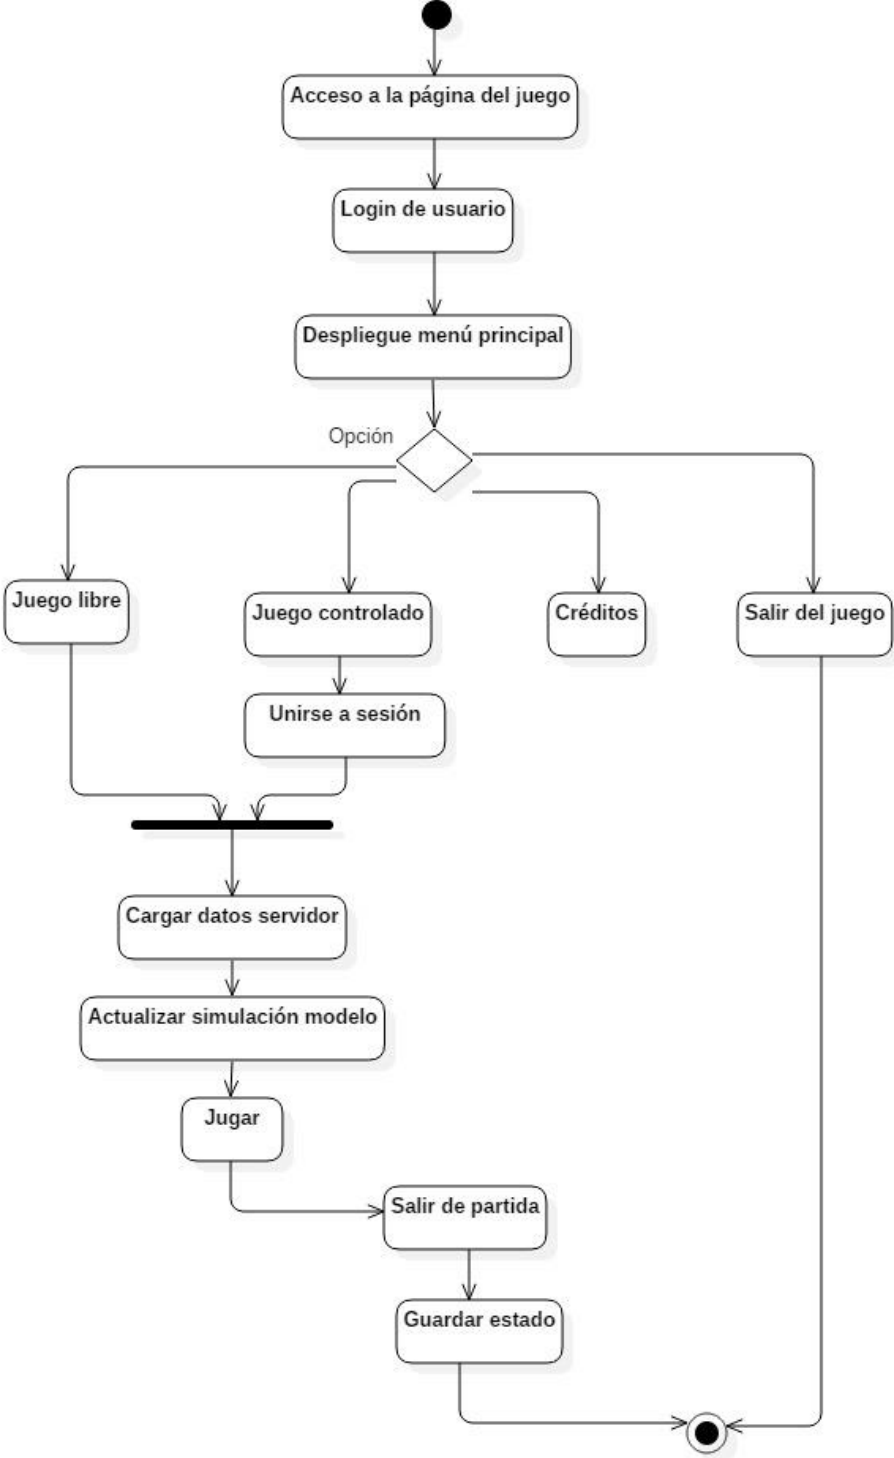 Acceso a la página del juego
Login de usuario
Despliegue menú principal
Opción
Juego libre
Juego controlado
Créditos
Salir del juego
Unirse a sesión
Cargar datos servidor
Actualizar simulación modelo
Jugar
Salir de partida
Guardar estado